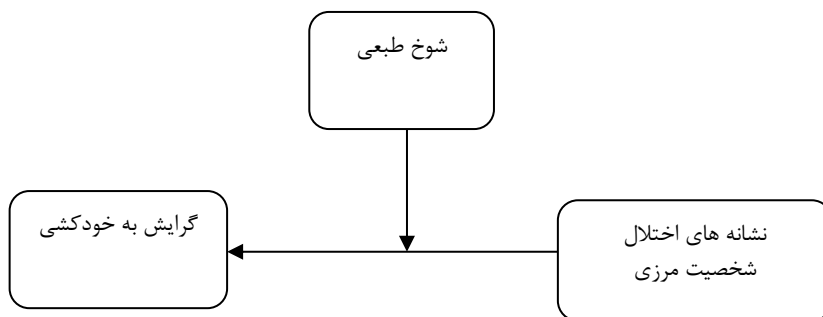 شوخ طبعی
گرایش به خودکشی
نشانه های اختلال
شخصیت مرزی